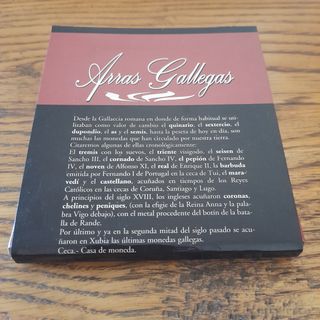 Arras Gallegas
Desde la Gallaecia romana en donde de forma habitual se uti-
lizaban como valor de cambio el quinario, el sextercio, el
dupondio, el as y el semis, hasta la peseta de hoy en día, son
muchas las monedas que han circulado por nuestra tierra.
Citaremos algunas de ellas cronológicamente:
El tremis con los suevos, el triente visigodo, el seisen de
Sancho III, el cornado de Sancho IV, el pepión de Fernando
IV, el noven de Alfonso XI, el real de Enrique II, la barbuda
emitida por Fernando I de Portugal en la ceca de Tui, el mara-
vedí y el castellano, acuñados en tiempos de los Reyes
Católicos en las cecas de Coruña, Santiago y Lugo.
A principios del siglo XVIII, los ingleses acuñaron coronas,
chelines y peniques, (con la efigie de la Reina Anna y la pala-
bra Vigo debajo), con el metal procedente del botín de la bata-
lla de Rande.
Por último y ya en la segunda mitad del siglo pasado se acu-
ñaron en Xubia las últimas monedas gallegas.
Ceca.- Casa de moneda.